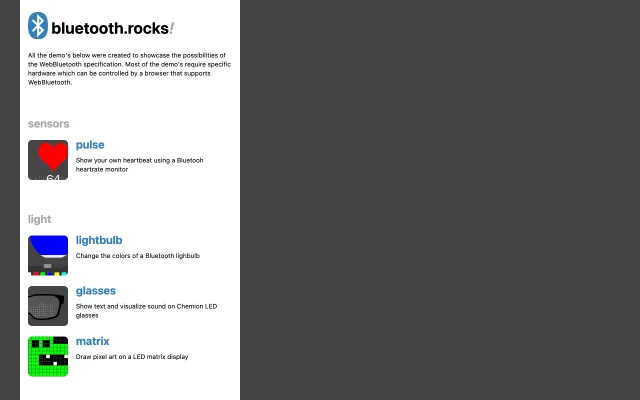 bluetooth.rocks!
All the demo's below were created to showcase the possibilities of
the WebBluetooth specification. Most of the demo's require specific
hardware which can be controlled by a browser that supports
WebBluetooth.
sensors
pulse
Show your own heartbeat using a Bluetooh
heartrate monitor
64
light
lightbulb
Change the colors of a Bluetooth lighbulb
glasses
Show text and visualize sound on Chemion LED
glasses
matrix
Draw pixel art on a LED matrix display